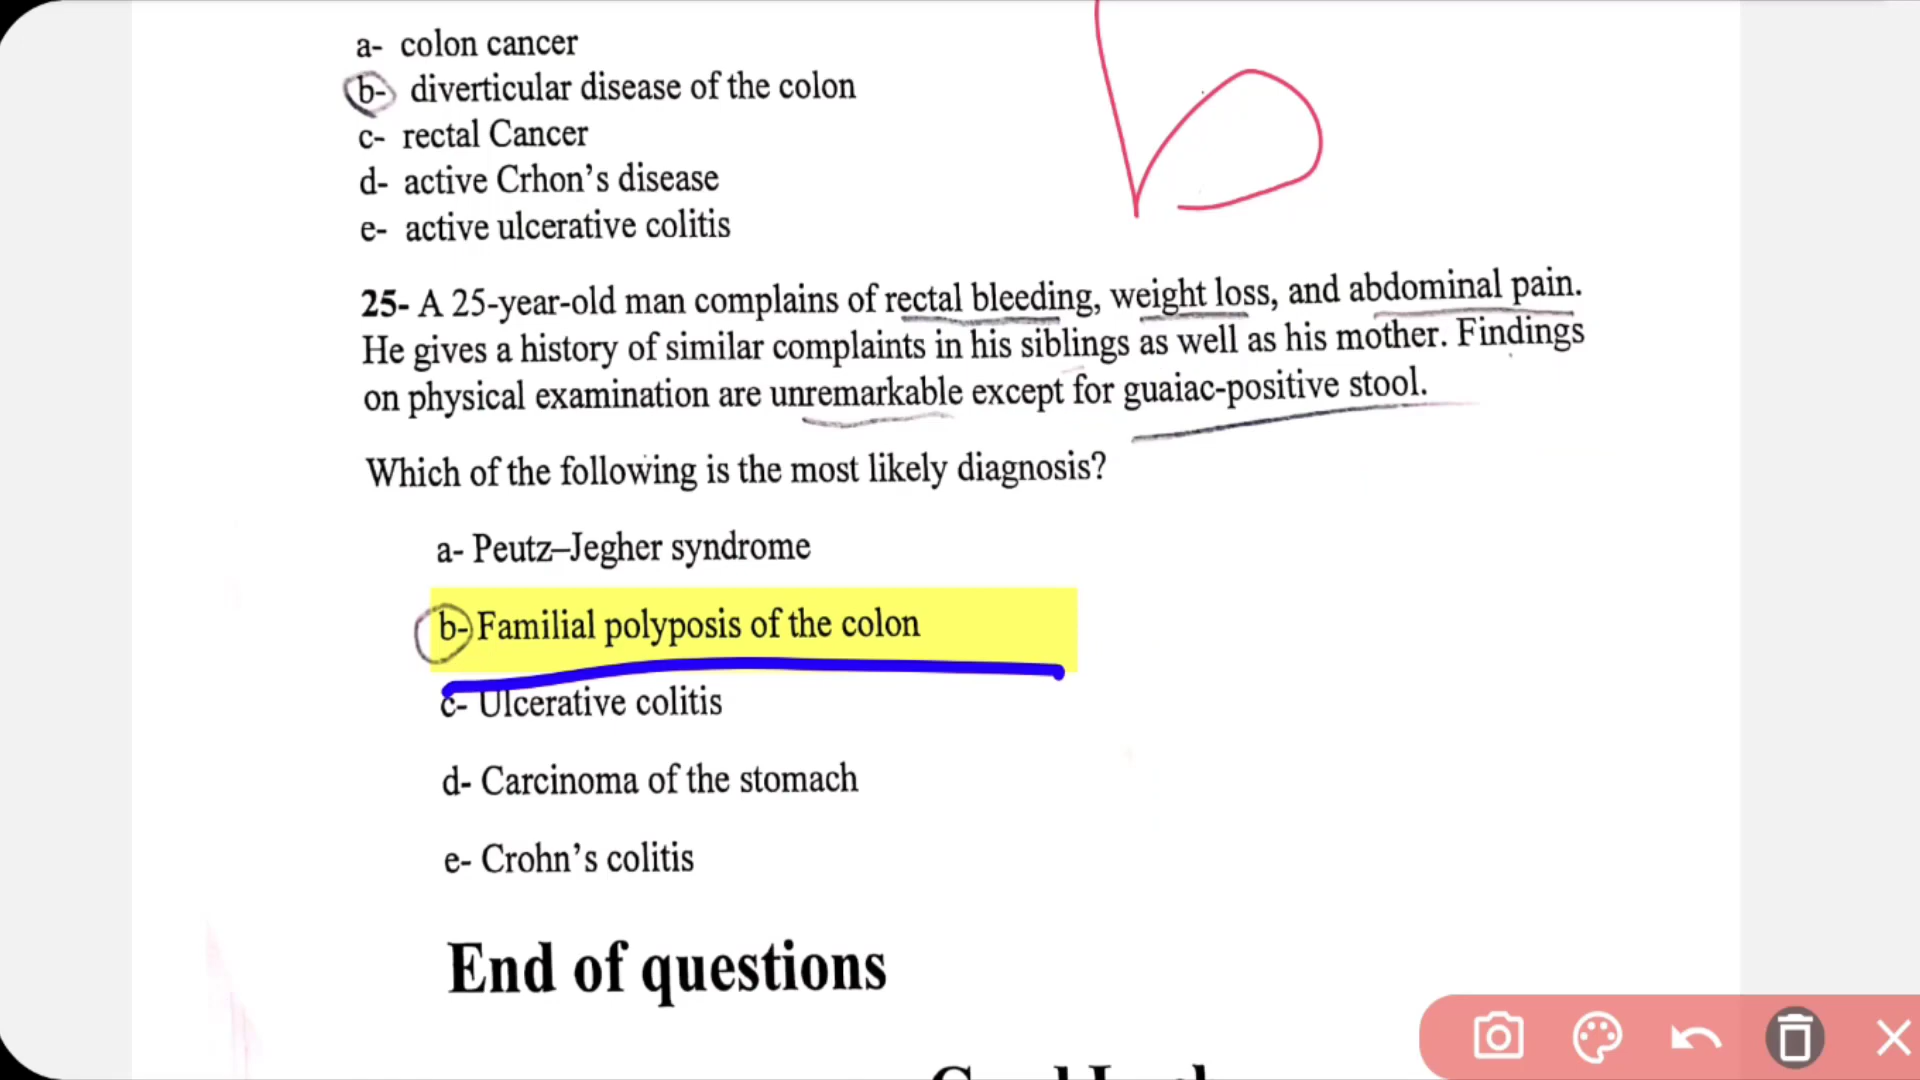 a- colon cancer
b- diverticular disease of the colon
c- rectal Cancer
d- active Crhon’s disease
e- active ulcerative colitis
b
25- A 25-year-old man complains of rectal bleeding, weight loss, and abdominal pain.
He gives a history of similar complaints in his siblings as well as his mother. Findings
on physical examination are unremarkable except for guaiac-positive stool.
Which of the following is the most likely diagnosis?
a- Peutz–Jegher syndrome
b- Familial polyposis of the colon
c- Ulcerative colitis
d- Carcinoma of the stomach
e- Crohn’s colitis
End of questions